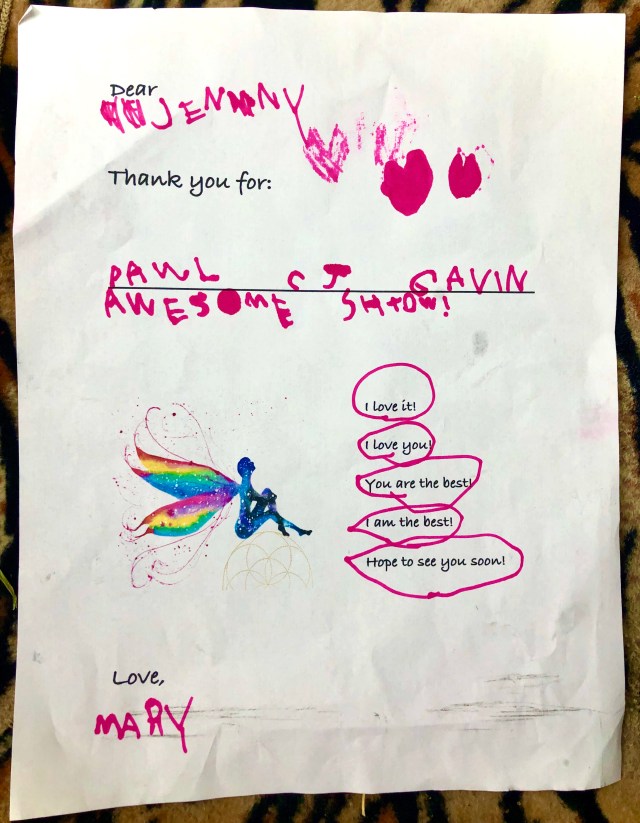 Dear
JENNNY
Thank you for:
PAWL CJ GAVIN
AWESOME SHOW!
I love it!
I love you!
You are the best!
I am the best!
Hope to see you soon!
Love,
MARY